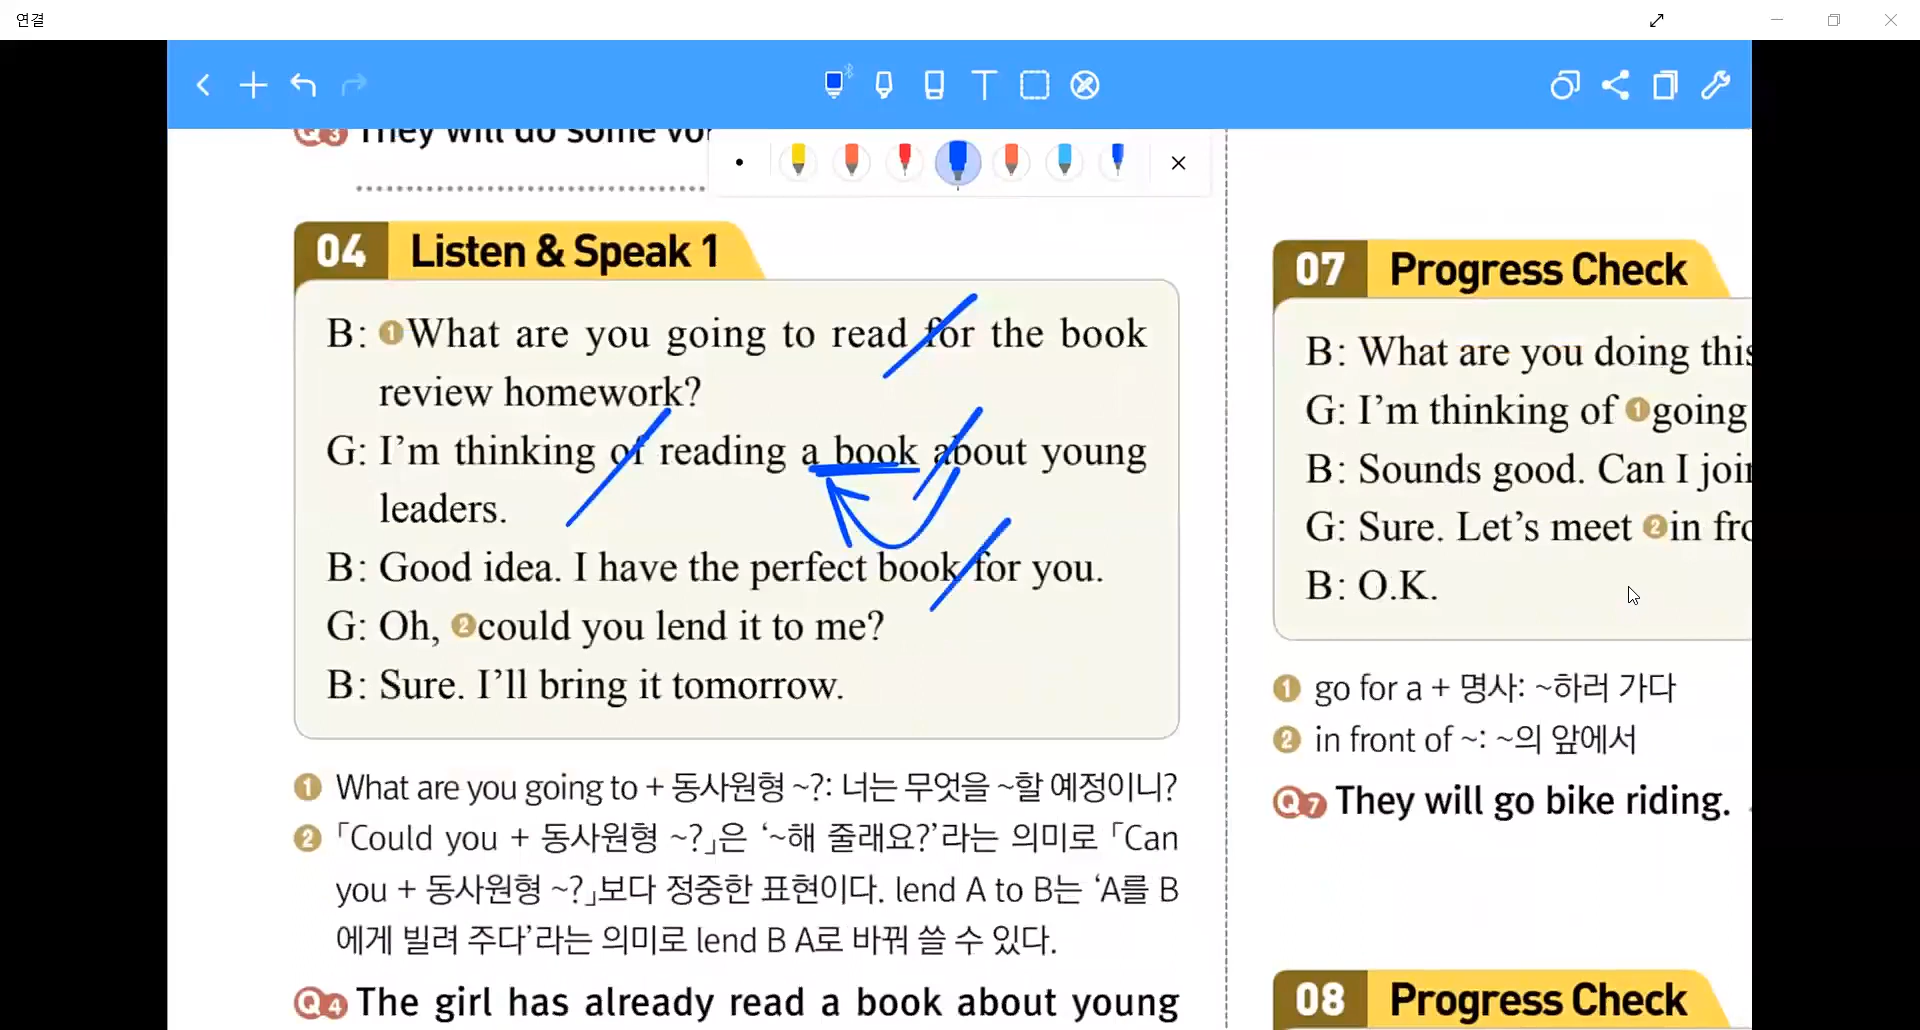 연결
Q3 They will do some vo
04 Listen & Speak 1
B: ❶What are you going to read for the book
review homework?
G: I'm thinking of reading a book about young
leaders.
B: Good idea. I have the perfect book for you.
G: Oh, ❷could you lend it to me?
B: Sure. I'll bring it tomorrow.
❶ What are you going to + 동사원형 ~?: 너는 무엇을 ~할 예정이니?
❷ 「Could you + 동사원형 ~?」은 ‘~해 줄래요?’라는 의미로 「Can
you + 동사원형 ~?」보다 정중한 표현이다. lend A to B는 ‘A를 B
에게 빌려 주다’라는 의미로 lend B A로 바꿔 쓸 수 있다.
Q4 The girl has already read a book about young
07 Progress Check
B: What are you doing this
G: I'm thinking of ❶going
B: Sounds good. Can I join
G: Sure. Let's meet ❷in fro
B: O.K.
❶ go for a + 명사: ~하러 가다
❷ in front of ~: ~의 앞에서
Q7 They will go bike riding.
08 Progress Check